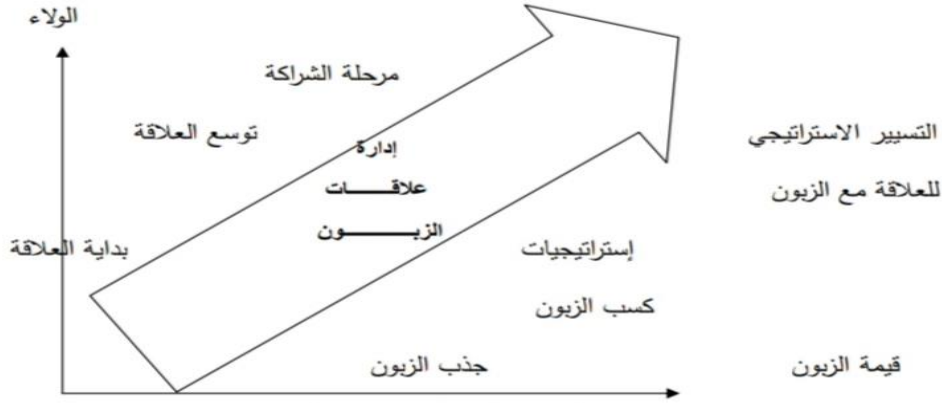 الولاء
مرحلة الشراكة
توسع العلاقة
التسيير الاستراتيجي
إدارة
علاقـــــات
للعلاقة مع الزبون
الزبـــــــون
بداية العلاقة
إستراتيجيات
كسب الزبون
جذب الزبون
قيمة الزبون